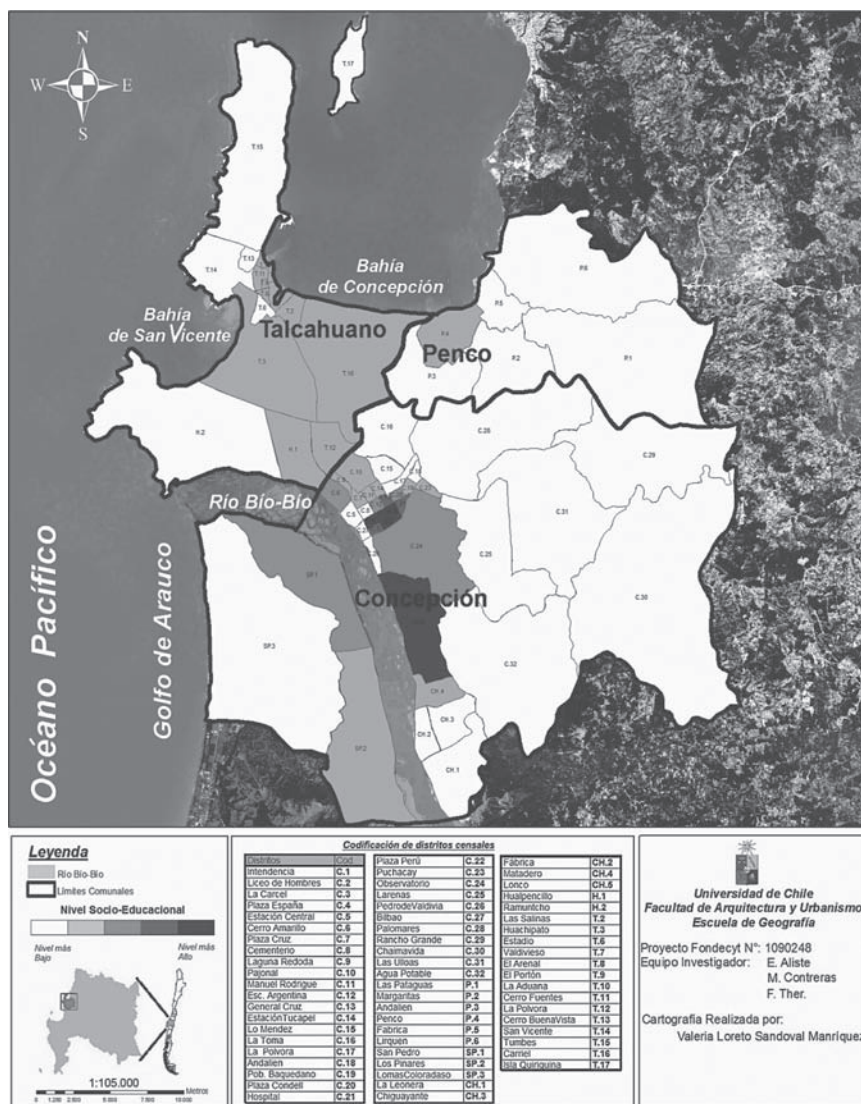 N
W E
S
T.17
T.15
T.13
T.14
T.11
Bahía
de Concepción
Bahía
de San Vicente
T.8
T.2
Talcahuano
T.3
T.16
P.6
P.5
P.4
Penco
P.3
P.2
P.1
H.2
H.1
T.12
C.16
C.26
C.29
C.15
C.10
Río Bío-Bío
C.31
C.24
C.25
C.30
SP.1
Concepción
SP.3
C.32
CH.4
CH.3
CH.2
SP.2
CH.1
Océano Pacífico
Golfo de Arauco
Leyenda
Río Bío-Bío
Límites Comunales
Nivel Socio-Educacional
Nivel más
Bajo
Nivel más
Alto
1:105.000
Metros
Codificación de distritos censales
Distritos Cod
Intendencia C.1
Liceo de Hombres C.2
La Carcel C.3
Plaza España C.4
Estación Central C.5
Cerro Amarillo C.6
Plaza Cruz C.7
Cementerio C.8
Laguna Redoda C.9
Pajonal C.10
Manuel Rodrigue C.11
Esc. Argentina C.12
General Cruz C.13
EstaciónTucapel C.14
Lo Mendez C.15
La Toma C.16
La Polvora C.17
Andalien C.18
Pob. Baquedano C.19
Plaza Condell C.20
Hospital C.21
Plaza Perú C.22
Puchacay C.23
Observatorio C.24
Larenas C.25
PedrodeValdivia C.26
Bilbao C.27
Palomares C.28
Rancho Grande C.29
Chaimavida C.30
Las Ulloas C.31
Agua Potable C.32
Las Pataguas P.1
Margaritas P.2
Andalien P.3
Penco P.4
Fabrica P.5
Lirquen P.6
San Pedro SP.1
Los Pinares SP.2
LomasColoradaso SP.3
La Leonera CH.1
Chiguayante CH.3
Fábrica CH.2
Matadero CH.4
Lonco CH.5
Hualpencillo H.1
Ramuntcho H.2
Las Salinas T.2
Huachipato T.3
Estadio T.6
Valdivieso T.7
El Arenal T.8
El Portón T.9
La Aduana T.10
Cerro Fuentes T.11
La Polvora T.12
Cerro BuenaVista T.13
San Vicente T.14
Tumbes T.15
Carriel T.16
Isla Quiriquina T.17
Universidad de Chile
Facultad de Arquitectura y Urbanismo
Escuela de Geografía
Proyecto Fondecyt N°: 1090248
Equipo Investigador: E. Aliste
M. Contreras
F. Ther.
Cartografía Realizada por:
Valeria Loreto Sandoval Manríquez